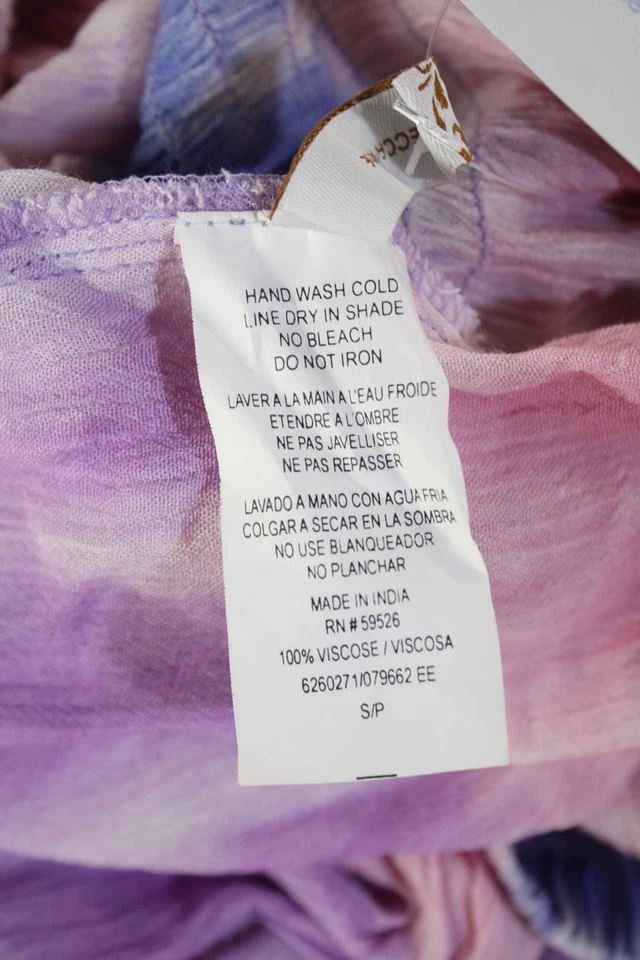 HAND WASH COLD
LINE DRY IN SHADE
NO BLEACH
DO NOT IRON
LAVER A LA MAIN A L'EAU FROIDE
ETENDRE A L'OMBRE
NE PAS JAVELLISER
NE PAS REPASSER
LAVADO A MANO CON AGUA FRIA
COLGAR A SECAR EN LA SOMBRA
NO USE BLANQUEADOR
NO PLANCHAR
MADE IN INDIA
RN # 59526
100% VISCOSE / VISCOSA
6260271/079662 EE
S/P